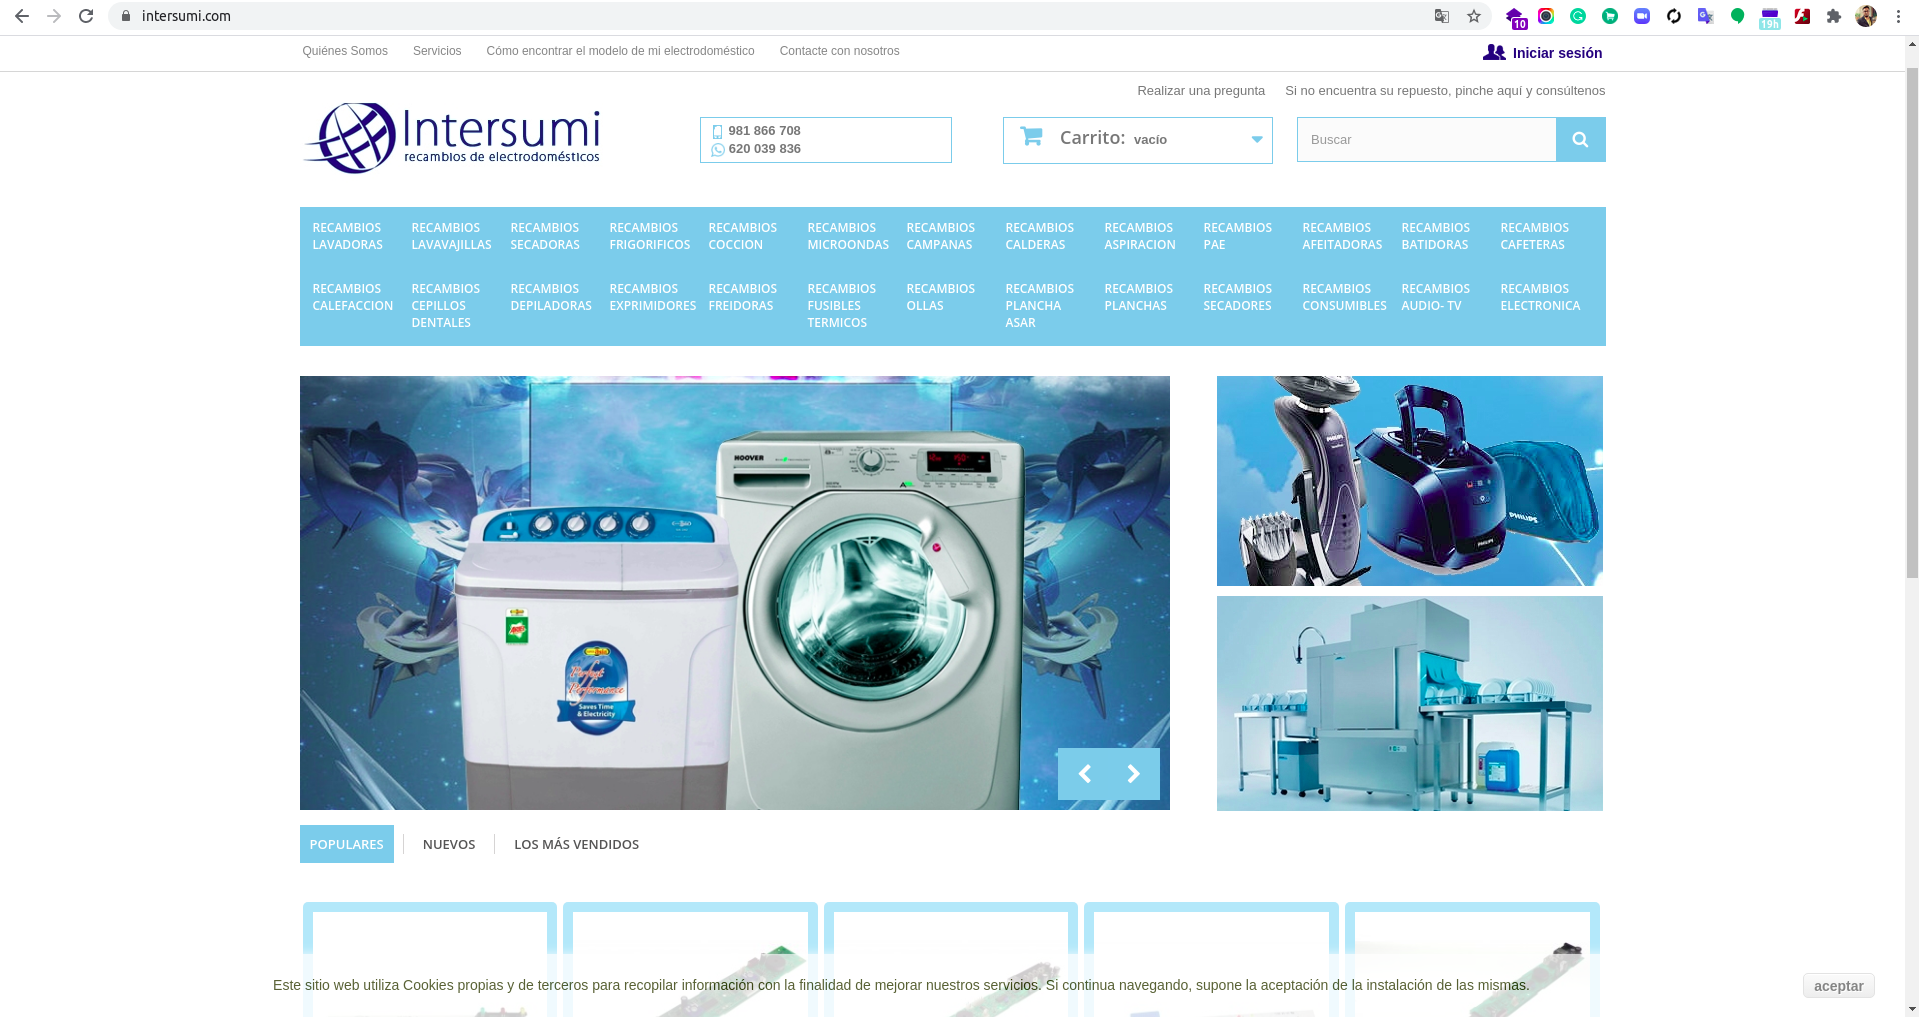 intersumi.com
10
19h
Quiénes Somos Servicios Cómo encontrar el modelo de mi electrodoméstico Contacte con nosotros
Iniciar sesión
Realizar una pregunta Si no encuentra su repuesto, pinche aquí y consúltenos
Intersumi
recambios de electrodomésticos
981 866 708
620 039 836
Carrito: vacío
Buscar
RECAMBIOS LAVADORAS
RECAMBIOS LAVAVAJILLAS
RECAMBIOS SECADORAS
RECAMBIOS FRIGORIFICOS
RECAMBIOS COCCION
RECAMBIOS MICROONDAS
RECAMBIOS CAMPANAS
RECAMBIOS CALDERAS
RECAMBIOS ASPIRACION
RECAMBIOS PAE
RECAMBIOS AFEITADORAS
RECAMBIOS BATIDORAS
RECAMBIOS CAFETERAS
RECAMBIOS CALEFACCION
RECAMBIOS CEPILLOS DENTALES
RECAMBIOS DEPILADORAS
RECAMBIOS EXPRIMIDORES
RECAMBIOS FREIDORAS
RECAMBIOS FUSIBLES TERMICOS
RECAMBIOS OLLAS
RECAMBIOS PLANCHA ASAR
RECAMBIOS PLANCHAS
RECAMBIOS SECADORES
RECAMBIOS CONSUMIBLES
RECAMBIOS AUDIO- TV
RECAMBIOS ELECTRONICA
HOOVER
Perfect
Performance
Saves Time
& Electricity
PHILIPS
PHILIPS
PHILIPS
POPULARES NUEVOS LOS MÁS VENDIDOS
Este sitio web utiliza Cookies propias y de terceros para recopilar información con la finalidad de mejorar nuestros servicios. Si continua navegando, supone la aceptación de la instalación de las mismas.
aceptar